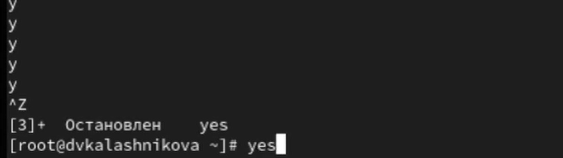 y
y
y
y
y
^Z
[3]+  Остановлен    yes
[root@dvkalashnikova ~]# yes